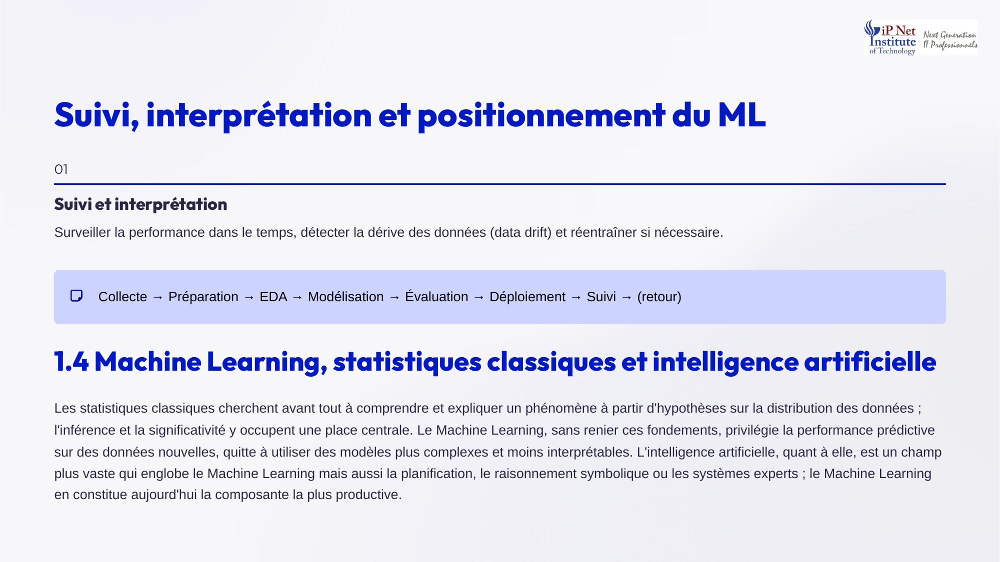 iP Net
Institute
of Technology
Next Generation
IT Professionnels
Suivi, interprétation et positionnement du ML
01
Suivi et interprétation
Surveiller la performance dans le temps, détecter la dérive des données (data drift) et réentraîner si nécessaire.
Collecte → Préparation → EDA → Modélisation → Évaluation → Déploiement → Suivi → (retour)
1.4 Machine Learning, statistiques classiques et intelligence artificielle
Les statistiques classiques cherchent avant tout à comprendre et expliquer un phénomène à partir d'hypothèses sur la distribution des données ;
l'inférence et la significativité y occupent une place centrale. Le Machine Learning, sans renier ces fondements, privilégie la performance prédictive
sur des données nouvelles, quitte à utiliser des modèles plus complexes et moins interprétables. L'intelligence artificielle, quant à elle, est un champ
plus vaste qui englobe le Machine Learning mais aussi la planification, le raisonnement symbolique ou les systèmes experts ; le Machine Learning
en constitue aujourd'hui la composante la plus productive.